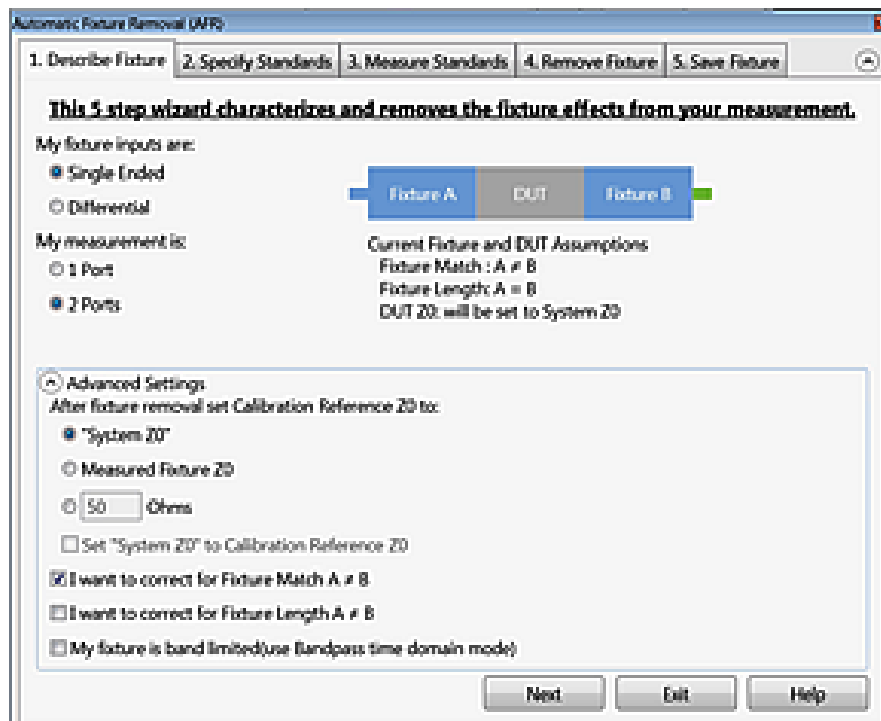 Automatic Fixture Removal (AFR)
1. Describe Fixture 2. Specify Standards 3. Measure Standards 4. Remove Fixture 5. Save Fixture
This 5 step wizard characterizes and removes the fixture effects from your measurement.
My fixture inputs are:
Single Ended
Differential
Fixture A DUT Fixture B
My measurement is:
1 Port
2 Ports
Current Fixture and DUT Assumptions
Fixture Match : A ≠ B
Fixture Length: A = B
DUT Z0: will be set to System Z0
Advanced Settings
After fixture removal set Calibration Reference Z0 to:
"System Z0"
Measured Fixture Z0
50 Ohms
Set "System Z0" to Calibration Reference Z0
I want to correct for Fixture Match A ≠ B
I want to correct for Fixture Length A ≠ B
My fixture is band limited(use Bandpass time domain mode)
Next Exit Help